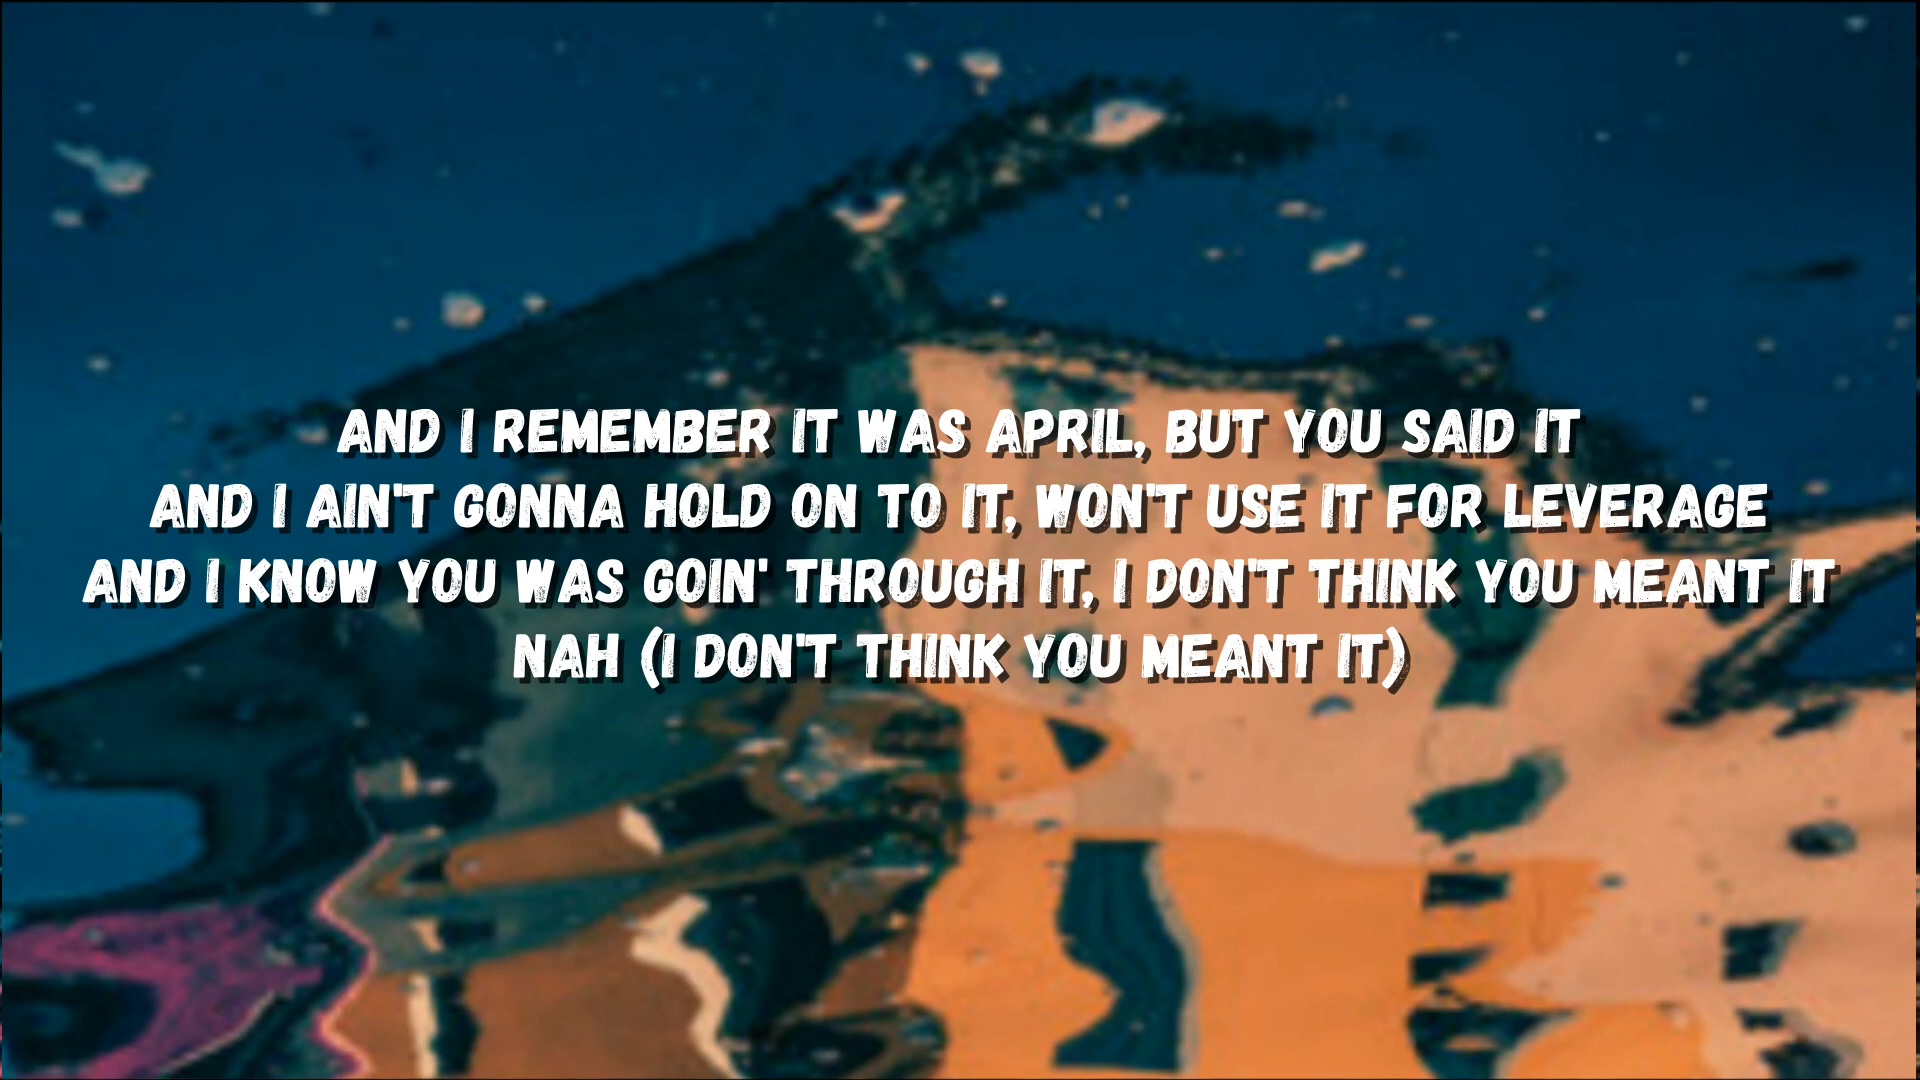 AND I REMEMBER IT WAS APRIL, BUT YOU SAID IT
AND I AIN'T GONNA HOLD ON TO IT, WON'T USE IT FOR LEVERAGE
AND I KNOW YOU WAS GOIN' THROUGH IT, I DON'T THINK YOU MEANT IT
NAH (I DON'T THINK YOU MEANT IT)